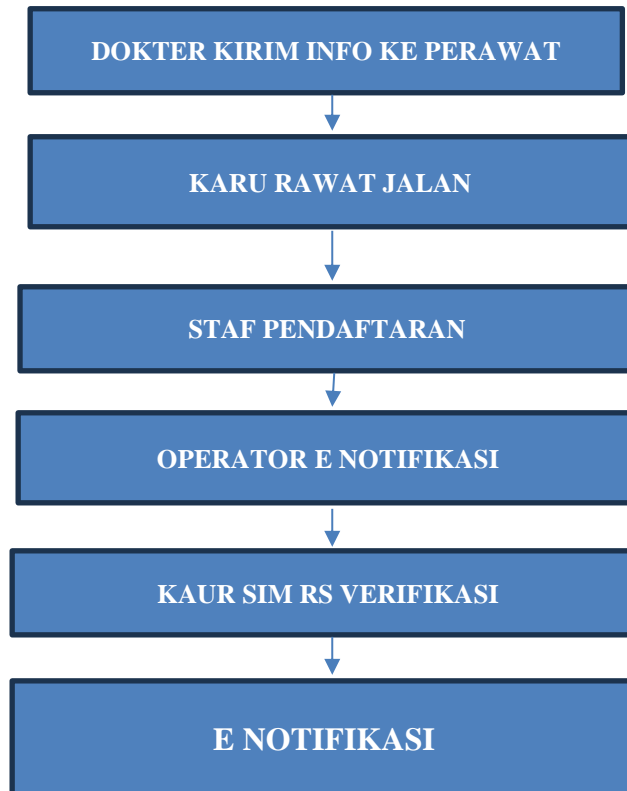 DOKTER KIRIM INFO KE PERAWAT
KARU RAWAT JALAN
STAF PENDAFTARAN
OPERATOR E NOTIFIKASI
KAUR SIM RS VERIFIKASI
E NOTIFIKASI